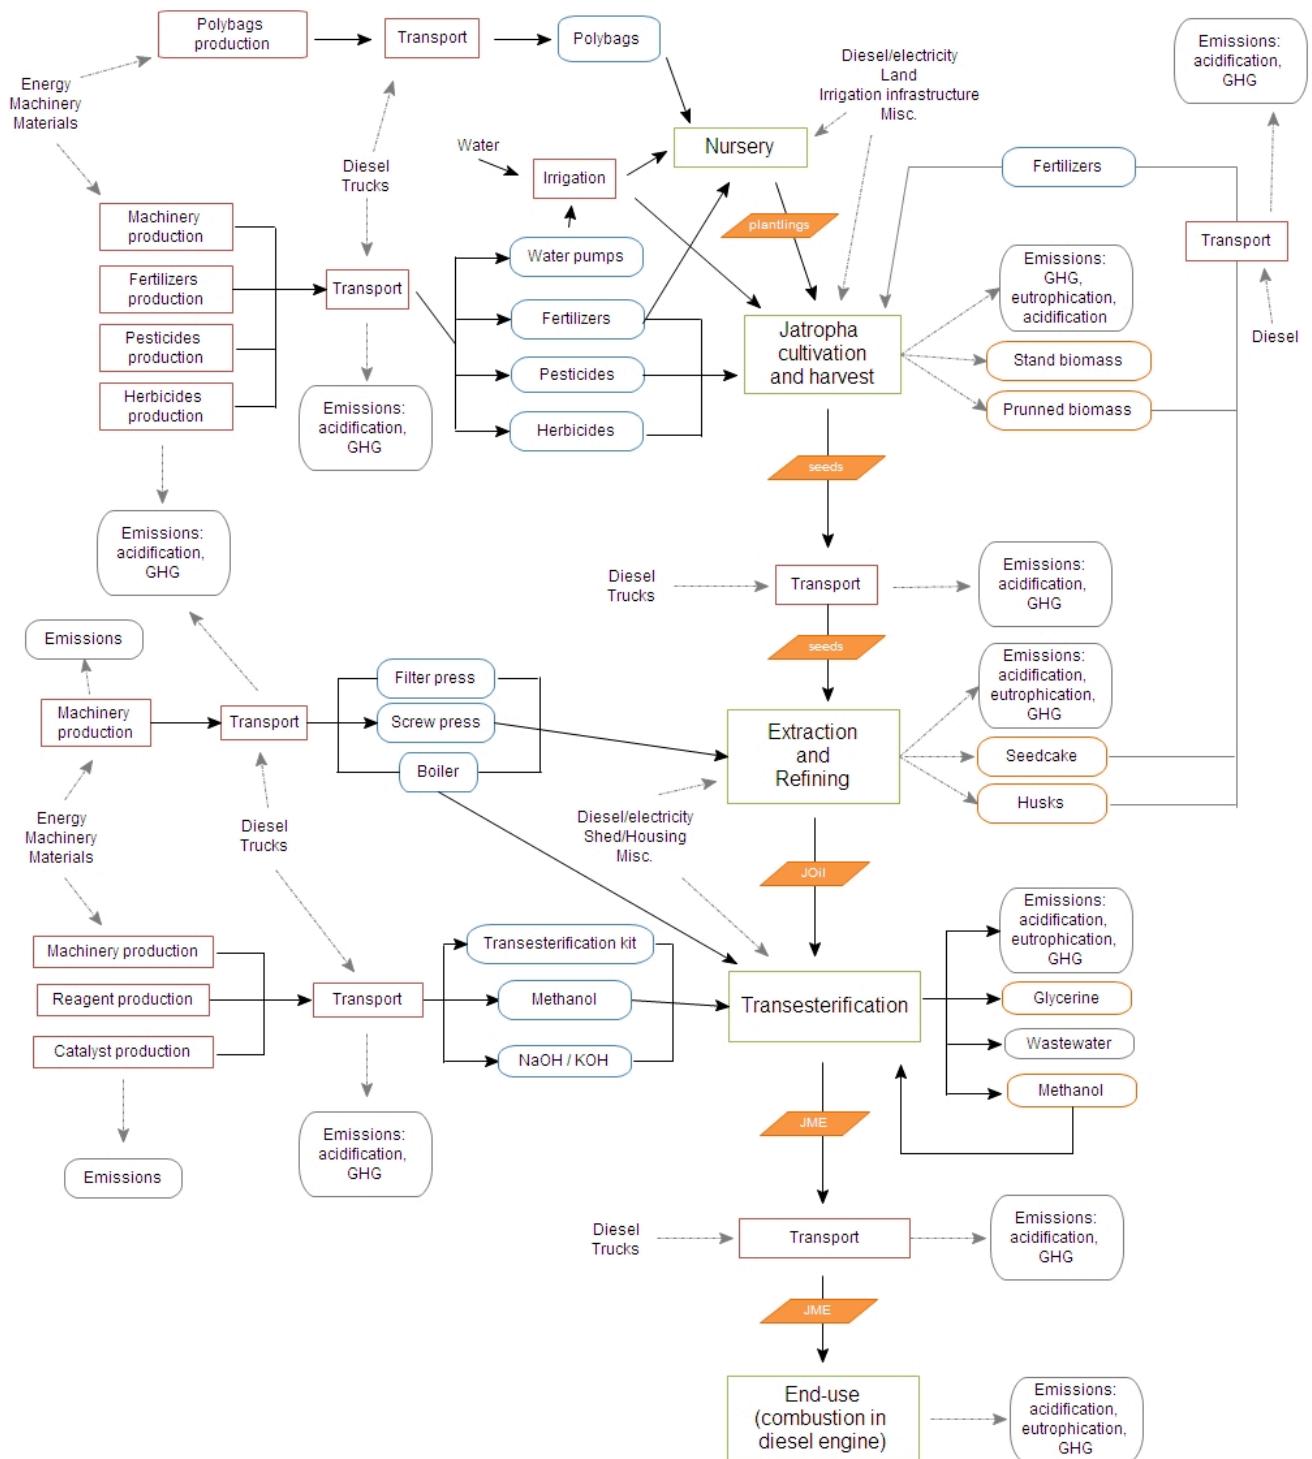 Polybags
production
Transport
Polybags
Emissions:
acidification,
GHG
Energy
Machinery
Materials
Diesel/electricity
Land
Irrigation infrastructure
Misc.
Diesel
Trucks
Water
Nursery
Irrigation
Fertilizers
plantlings
Machinery
production
Transport
Water pumps
Fertilizers
production
Transport
Fertilizers
Emissions:
GHG,
eutrophication,
acidification
Diesel
Pesticides
production
Pesticides
Jatropha
cultivation
and harvest
Stand biomass
Herbicides
production
Herbicides
Prunned biomass
Emissions:
acidification,
GHG
seeds
Emissions:
acidification,
GHG
Diesel
Trucks
Transport
Emissions:
acidification,
GHG
Emissions
seeds
Machinery
production
Transport
Filter press
Screw press
Boiler
Extraction
and
Refining
Emissions:
acidification,
eutrophication,
GHG
Seedcake
Husks
Energy
Machinery
Materials
Diesel
Trucks
Diesel/electricity
Shed/Housing
Misc.
JOil
Machinery production
Reagent production
Catalyst production
Transport
Transesterification kit
Methanol
NaOH / KOH
Transesterification
Emissions:
acidification,
eutrophication,
GHG
Glycerine
Wastewater
Methanol
Emissions
Emissions:
acidification,
GHG
JME
Diesel
Trucks
Transport
Emissions:
acidification,
GHG
JME
End-use
(combustion in
diesel engine)
Emissions:
acidification,
eutrophication,
GHG